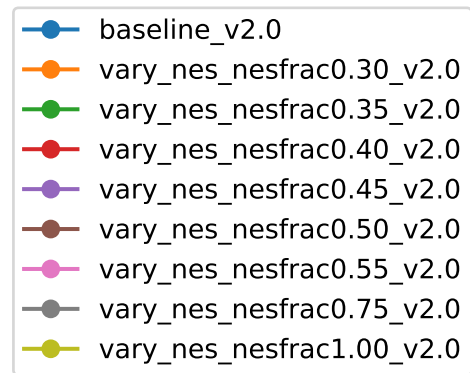 baseline_v2.0
vary_nes_nesfrac0.30_v2.0
vary_nes_nesfrac0.35_v2.0
vary_nes_nesfrac0.40_v2.0
vary_nes_nesfrac0.45_v2.0
vary_nes_nesfrac0.50_v2.0
vary_nes_nesfrac0.55_v2.0
vary_nes_nesfrac0.75_v2.0
vary_nes_nesfrac1.00_v2.0